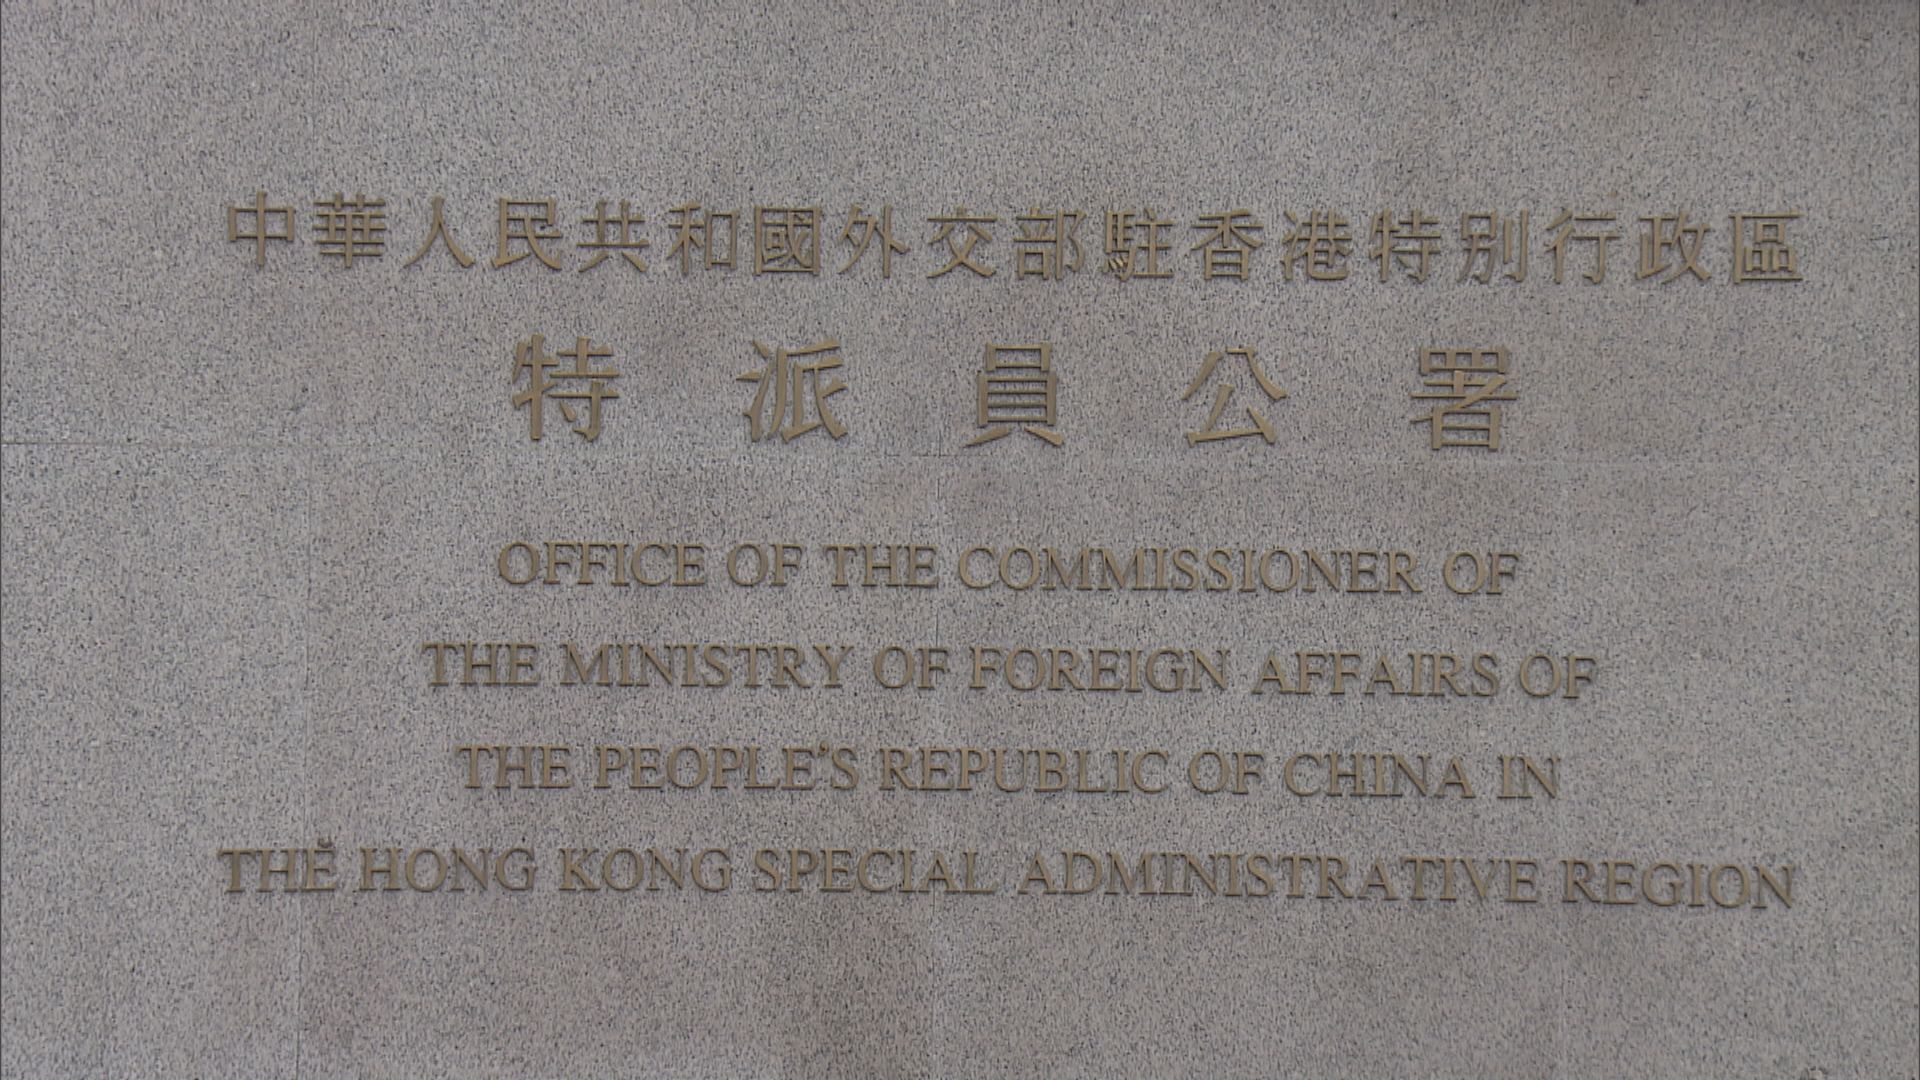 中華人民共和國外交部駐香港特別行政區
特派員公署
OFFICE OF THE COMMISSIONER OF
THE MINISTRY OF FOREIGN AFFAIRS OF
THE PEOPLE'S REPUBLIC OF CHINA IN
THE HONG KONG SPECIAL ADMINISTRATIVE REGION